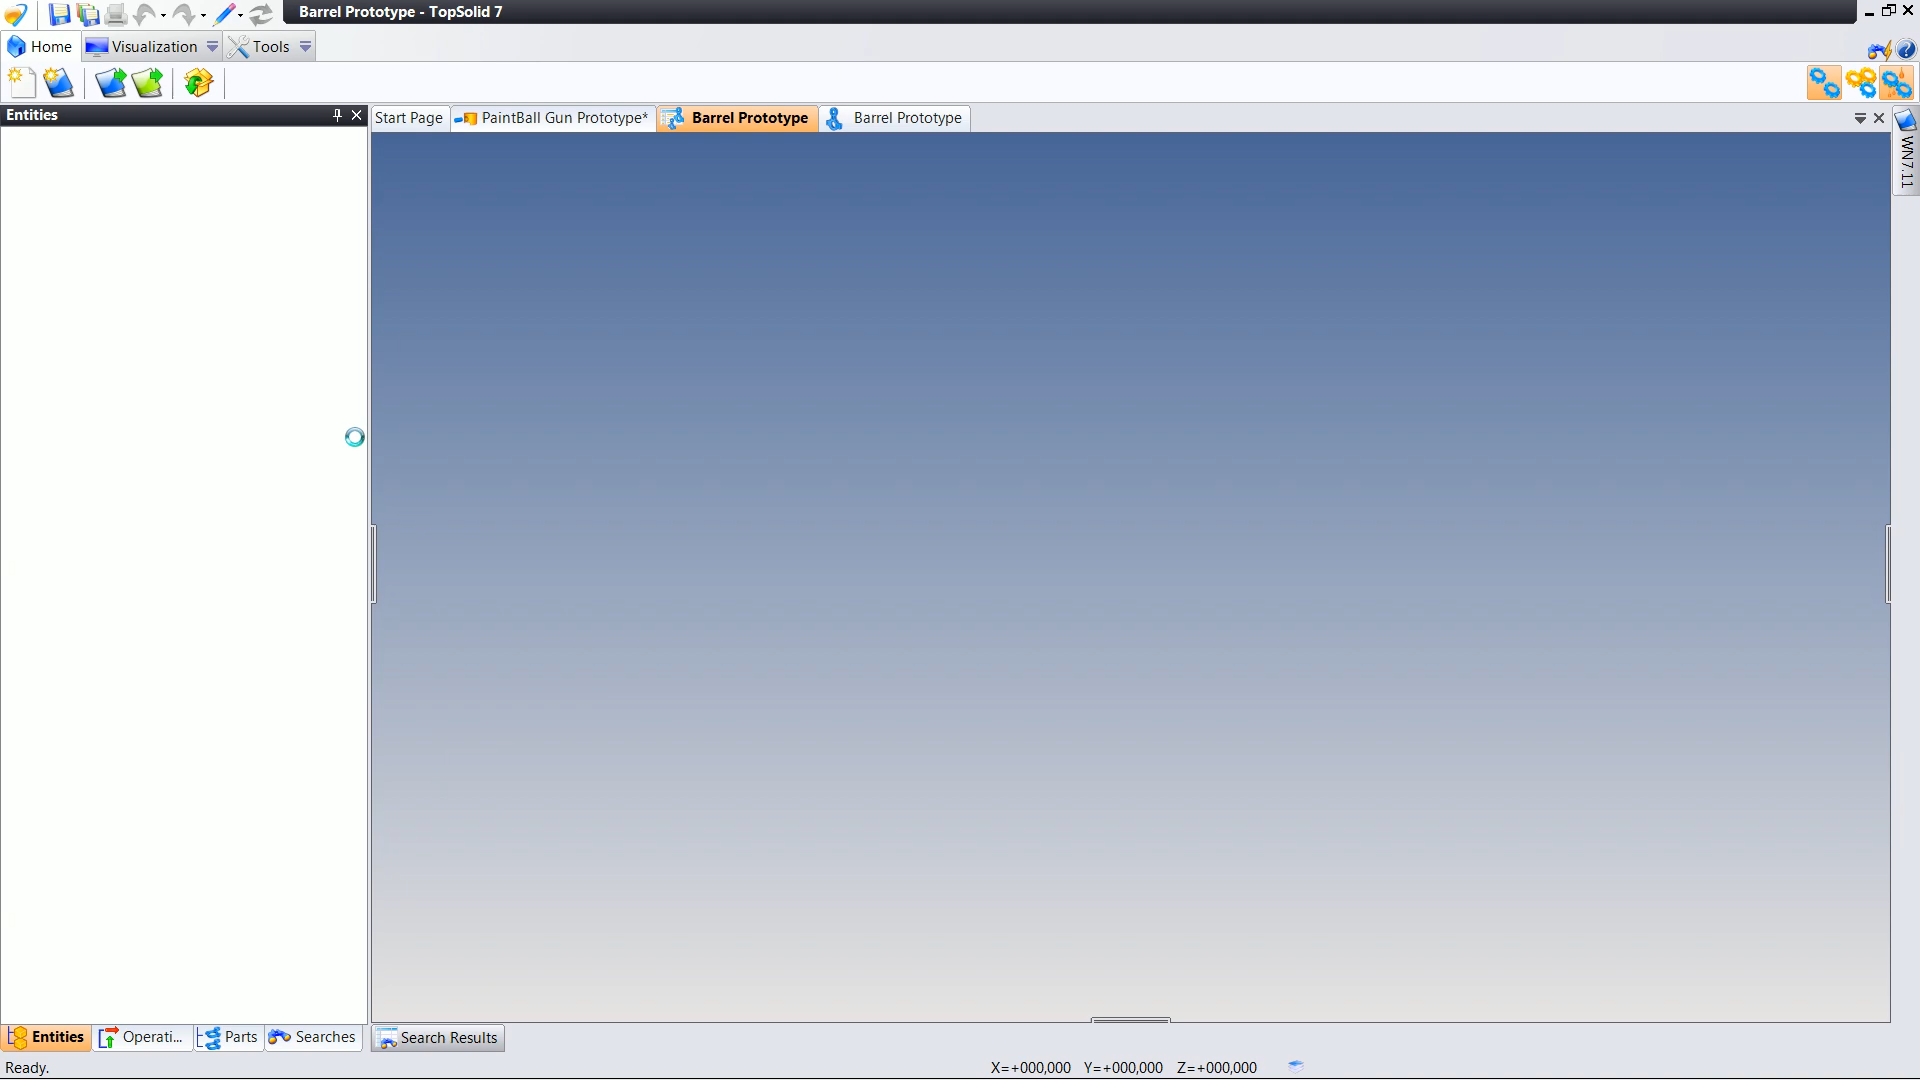 Barrel Prototype - TopSolid 7
Home Visualization Tools
Entities
Start Page PaintBall Gun Prototype* Barrel Prototype Barrel Prototype
WN7.11
Entities Operati... Parts Searches Search Results
Ready. X=+000,000 Y=+000,000 Z=+000,000